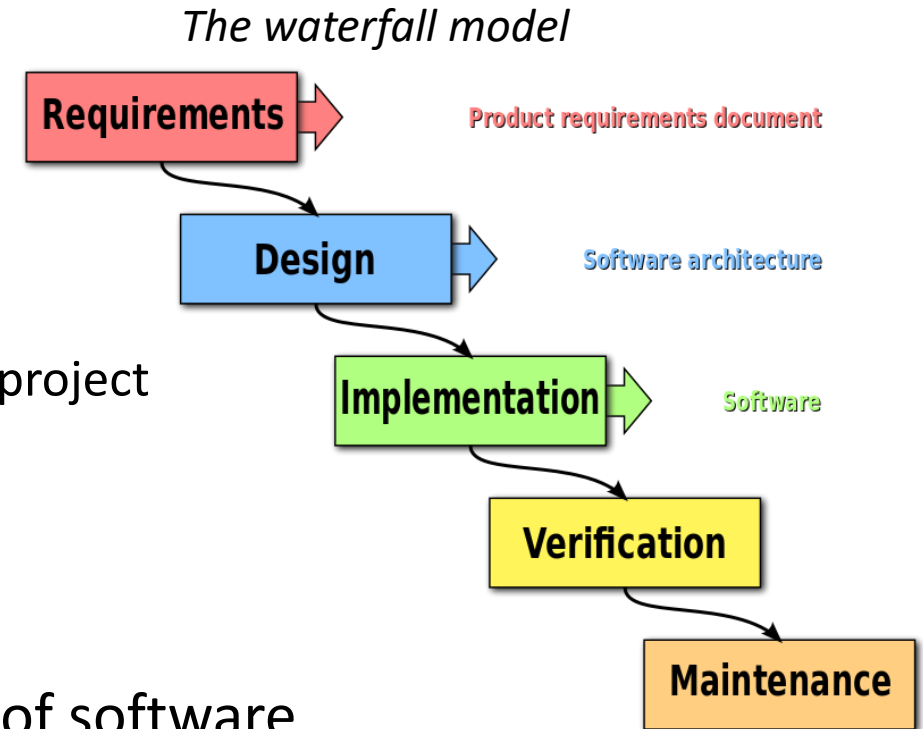 The waterfall model
Requirements
Product requirements document
Design
Software architecture
project
Implementation
Software
Verification
Maintenance
of software